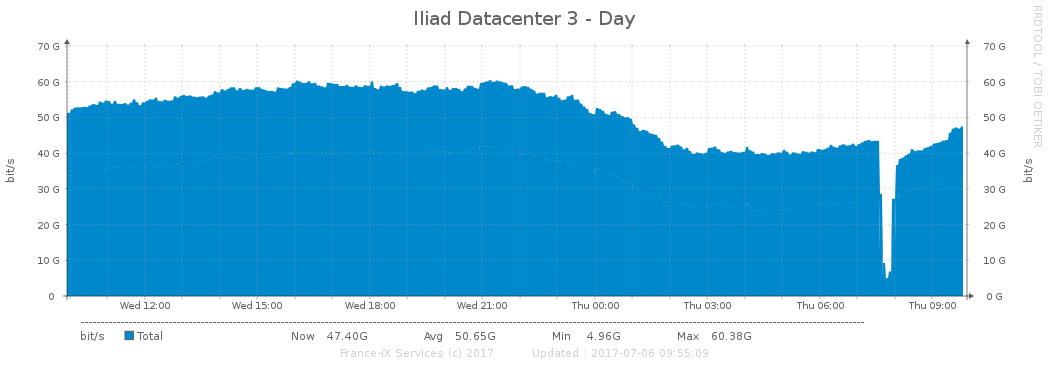 Iliad Datacenter 3 - Day
RRDTOOL / TOBI OETIKER
70 G 70 G
60 G 60 G
50 G 50 G
40 G 40 G
30 G 30 G
20 G 20 G
10 G 10 G
0 0 G
bit/s bit/s
Wed 12:00 Wed 15:00 Wed 18:00 Wed 21:00 Thu 00:00 Thu 03:00 Thu 06:00 Thu 09:00
bit/s Total Now 47.40G Avg 50.65G Min 4.96G Max 60.38G
France-IX Services (c) 2017 Updated : 2017-07-06 09:55:09